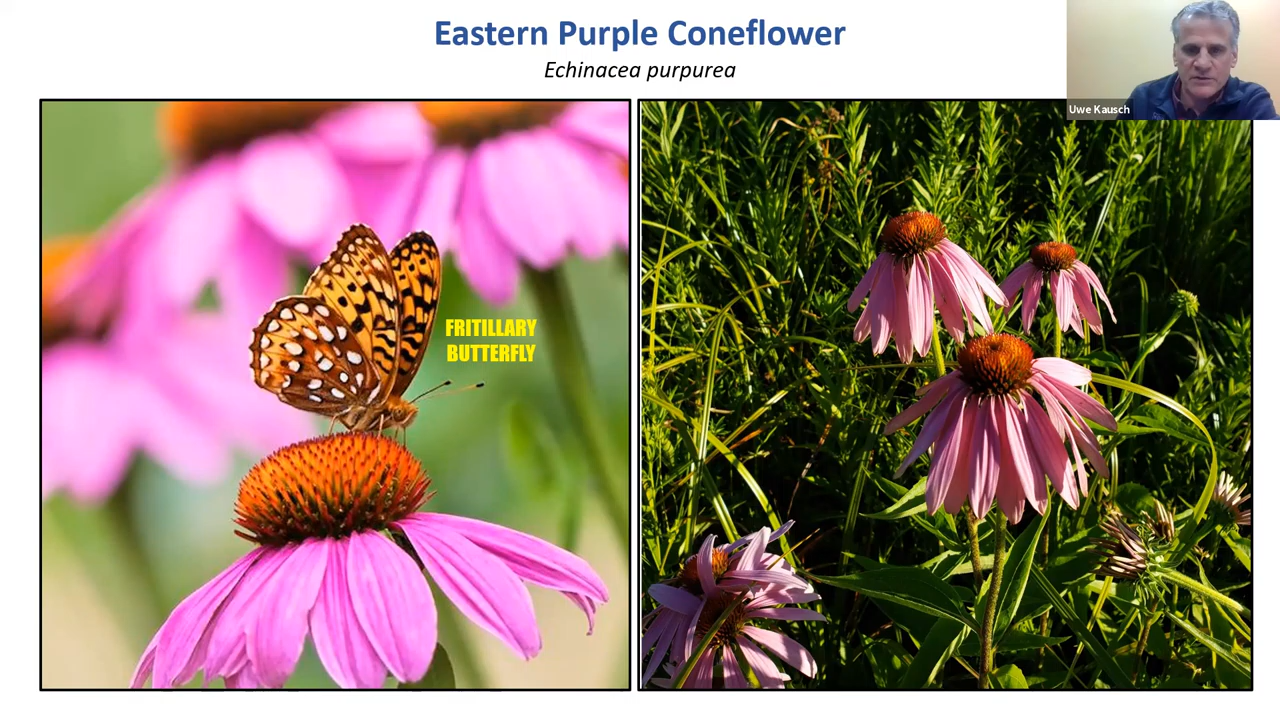 Eastern Purple Coneflower
Echinacea purpurea
Uwe Kausch
FRITILLARY
BUTTERFLY